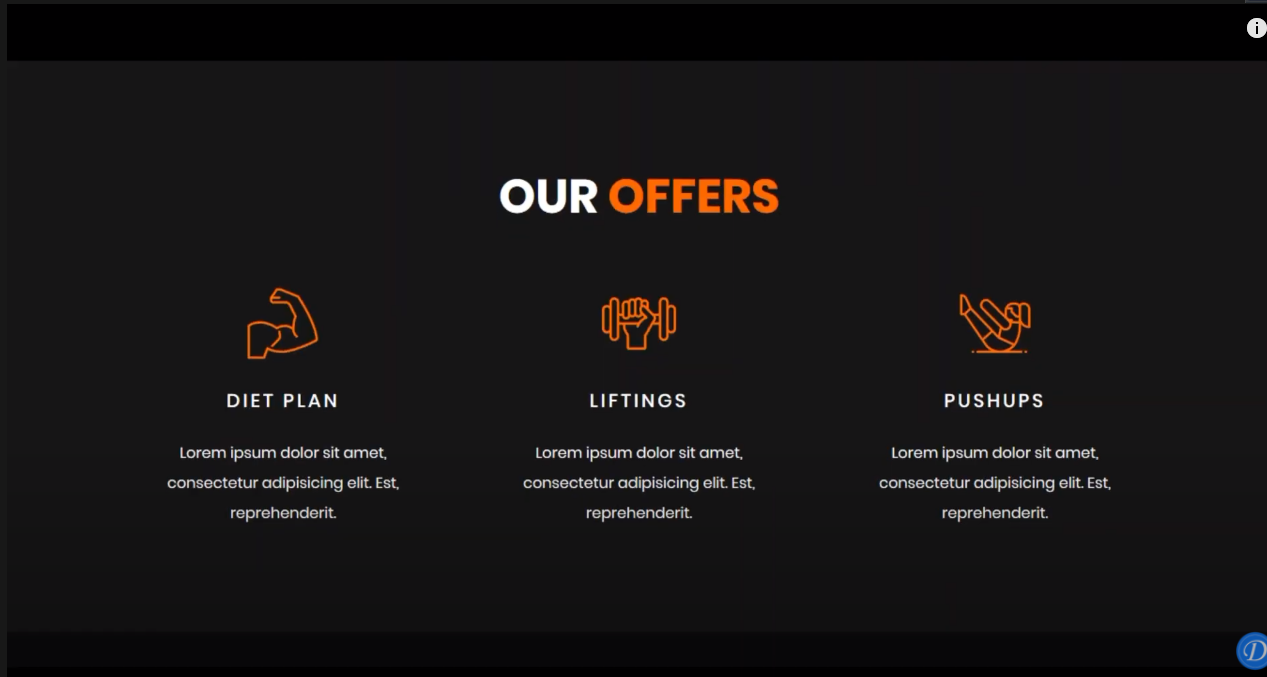 OUR OFFERS
DIET PLAN
Lorem ipsum dolor sit amet,
consectetur adipisicing elit. Est,
reprehenderit.
LIFTINGS
Lorem ipsum dolor sit amet,
consectetur adipisicing elit. Est,
reprehenderit.
PUSHUPS
Lorem ipsum dolor sit amet,
consectetur adipisicing elit. Est,
reprehenderit.
i
D